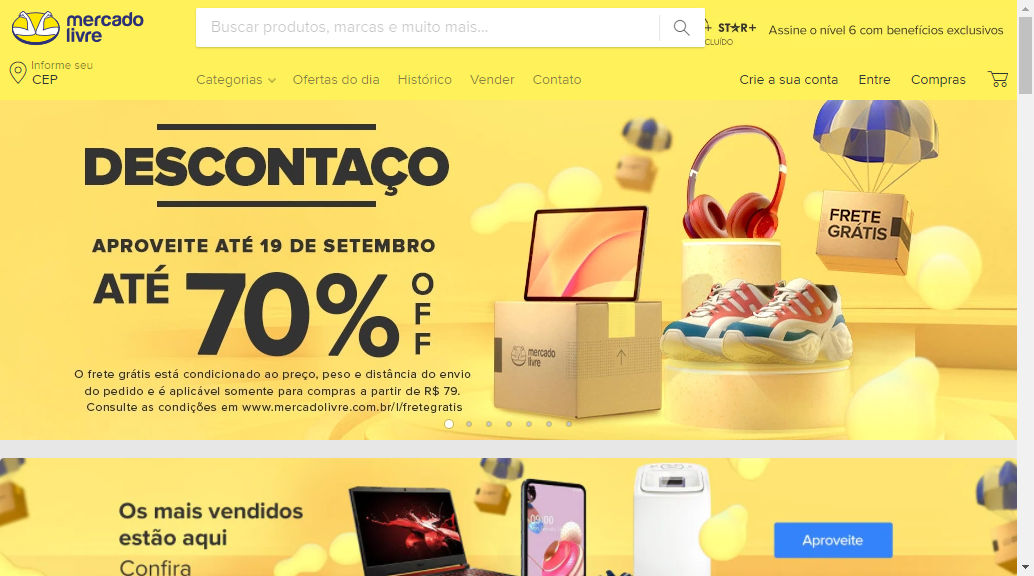 mercado
livre
Buscar produtos, marcas e muito mais...
ST★R+
CLUÍDO
Assine o nível 6 com benefícios exclusivos
Informe seu
CEP
Categorias
Ofertas do dia
Histórico
Vender
Contato
Crie a sua conta
Entre
Compras
DESCONTAÇO
APROVEITE ATÉ 19 DE SETEMBRO
ATÉ 70% OFF
O frete grátis está condicionado ao preço, peso e distância do envio
do pedido e é aplicável somente para compras a partir de R$ 79.
Consulte as condições em www.mercadolivre.com.br/l/fretegratis
mercado
livre
FRETE
GRÁTIS
Os mais vendidos
estão aqui
Confira
09:00
Aproveite